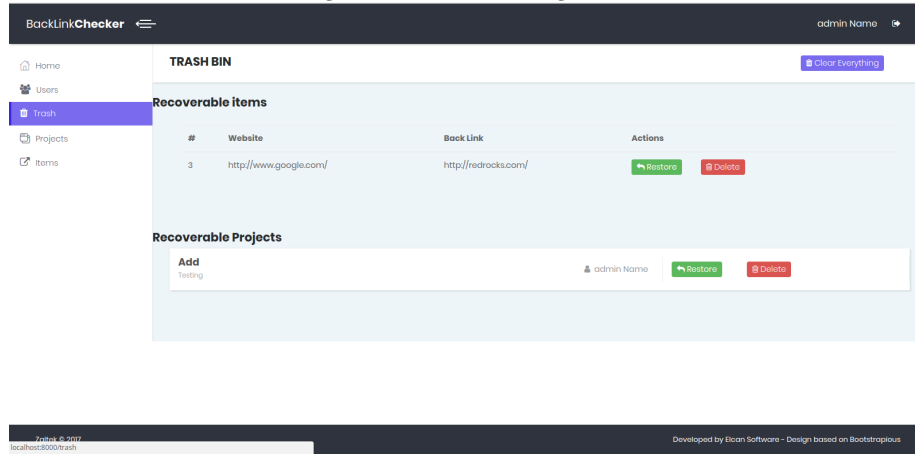 BackLinkChecker
admin Name
Home
Users
Trash
Projects
Items
TRASH BIN
Clear Everything
Recoverable items
# Website Back Link Actions
3 http://www.google.com/ http://redrocks.com/ Restore Delete
Recoverable Projects
Add
Testing
admin Name Restore Delete
Zaitek © 2017
Developed by Elcan Software - Design based on Bootstrapious
localhost:8000/trash